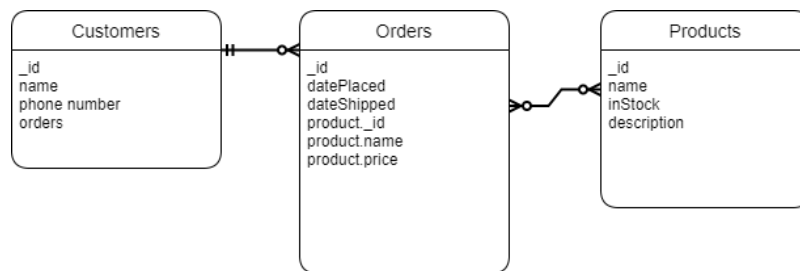 Customers
_id
name
phone number
orders
Orders
_id
datePlaced
dateShipped
product._id
product.name
product.price
Products
_id
name
inStock
description